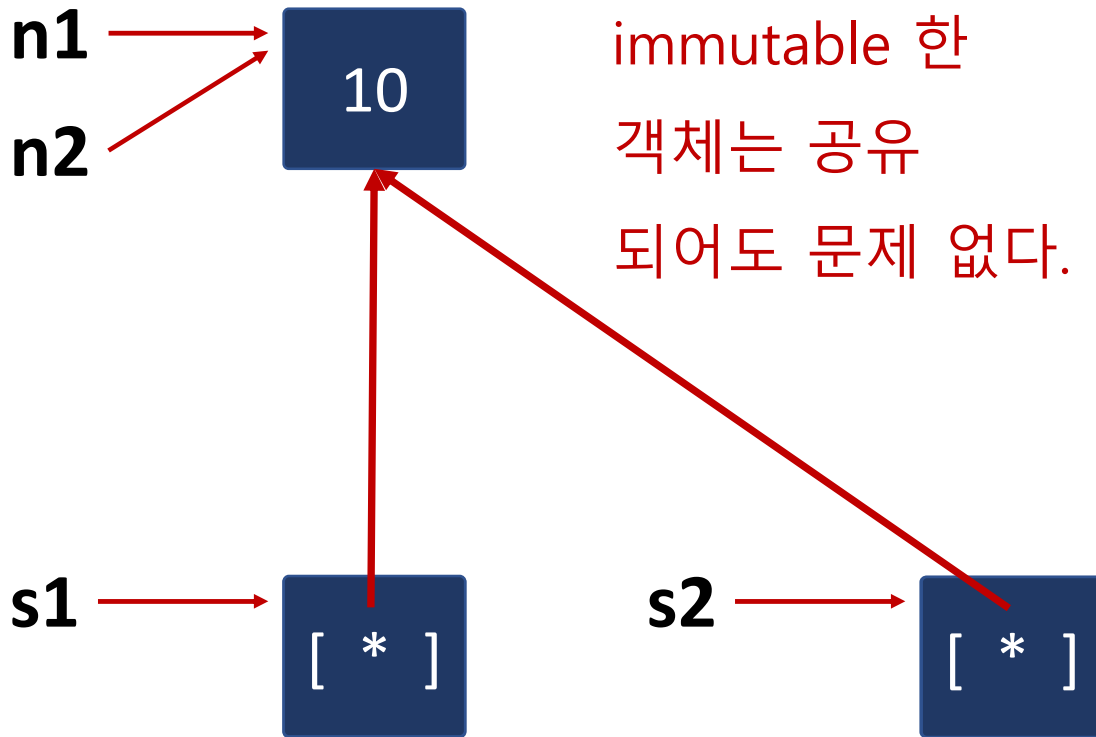 n1
10
n2
immutable 한
객체는 공유
되어도 문제 없다.
s1
[ * ]
s2
[ * ]